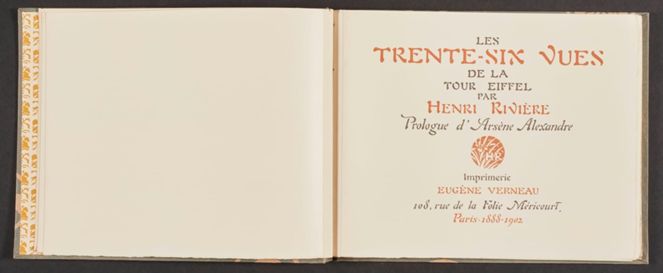 LES
TRENTE-SIX VUES
DE LA
TOUR EIFFEL
PAR
HENRI RIVIÈRE
Prologue d'Arsène Alexandre
HR
Imprimerie
EUGÈNE VERNEAU
108, rue de la Folie Méricourt.
Paris-1888-1902